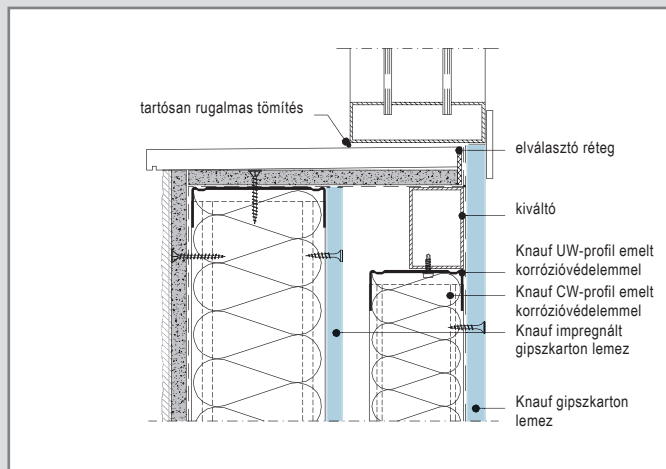 tartósan rugalmas tömítés
elválasztó réteg
kiváltó
Knauf UW-profil emelt
korrózióvédelemmel
Knauf CW-profil emelt
korrózióvédelemmel
Knauf impregnált
gipszkarton lemez
Knauf gipszkarton
lemez